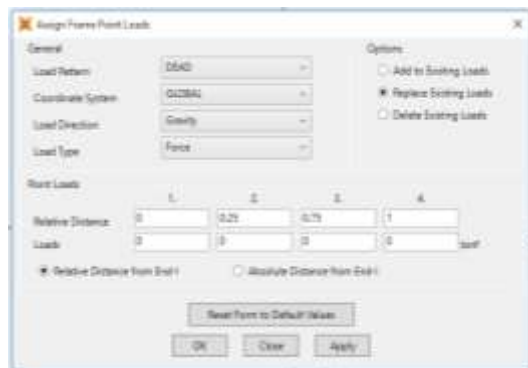 Assign Frame Point Loads
General
Load Pattern DEAD
Coordinate System GLOBAL
Load Direction Gravity
Load Type Force
Options
Add to Existing Loads
Replace Existing Loads
Delete Existing Loads
Point Loads
1. 2. 3. 4.
Relative Distance 0 0.25 0.75 1
Loads 0 0 0 0 tonf
Relative Distance from End-I Absolute Distance from End-I
Reset Form to Default Values
OK Close Apply